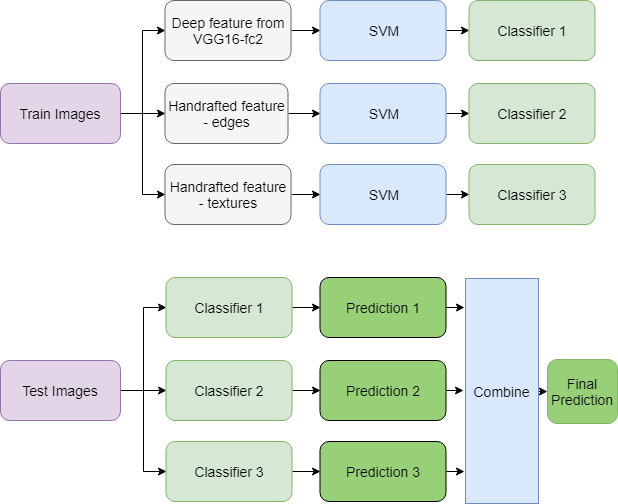 Deep feature from
VGG16-fc2
SVM
Classifier 1
Train Images
Handrafted feature
- edges
SVM
Classifier 2
Handrafted feature
- textures
SVM
Classifier 3
Classifier 1
Prediction 1
Test Images
Classifier 2
Prediction 2
Combine
Final
Prediction
Classifier 3
Prediction 3